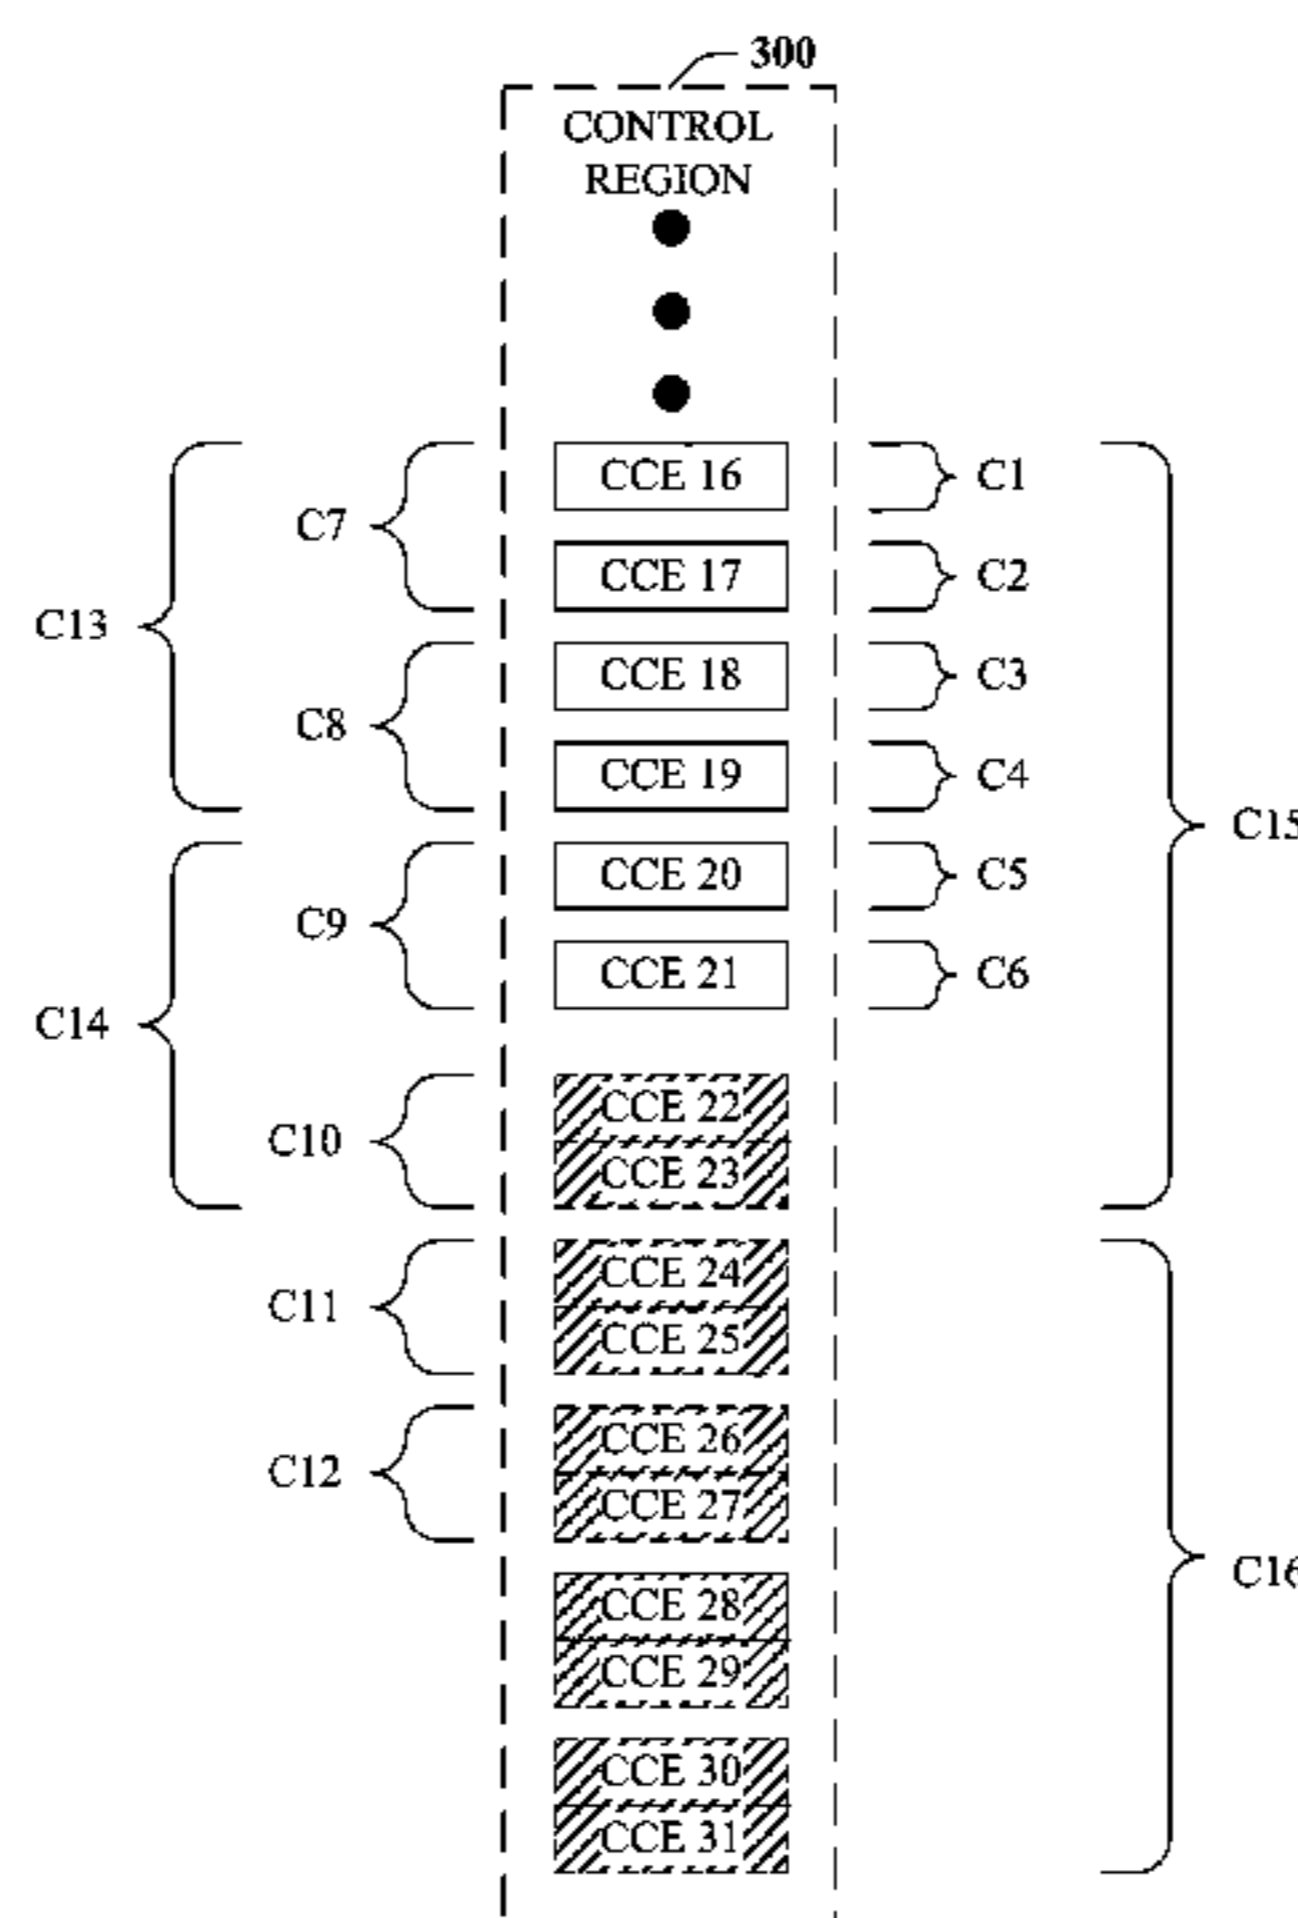 300
CONTROL
REGION
CCE 16
C1
C7
CCE 17
C2
C13
CCE 18
C3
C8
CCE 19
C4
C15
CCE 20
C5
C9
CCE 21
C6
C14
CCE 22
C10
CCE 23
CCE 24
C11
CCE 25
CCE 26
C12
CCE 27
C16
CCE 28
CCE 29
CCE 30
CCE 31